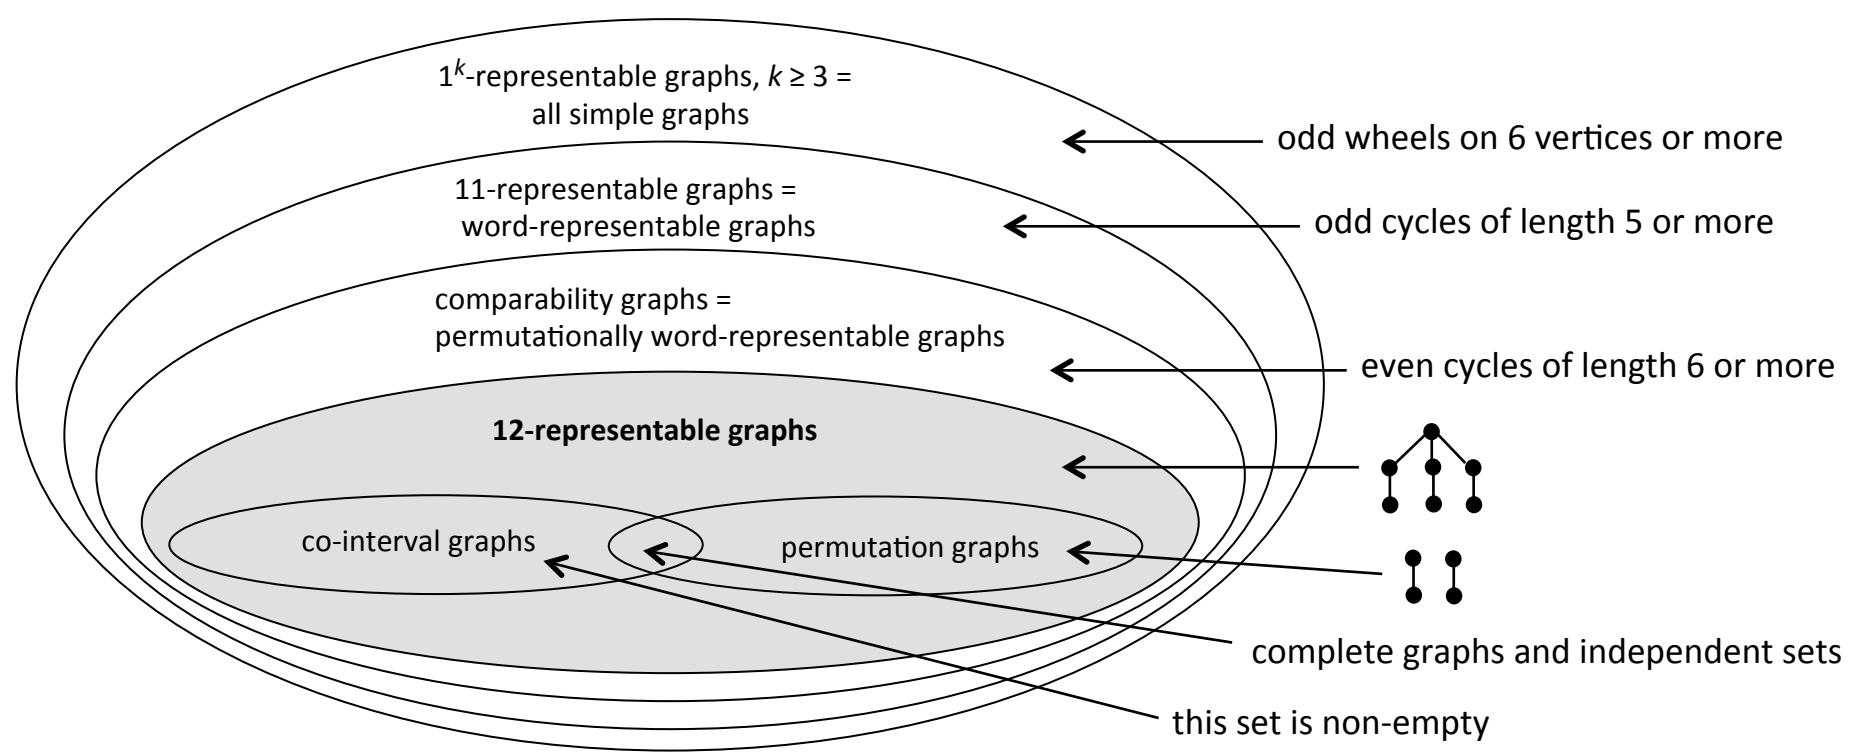 1^k-representable graphs, k ≥ 3 =
all simple graphs
odd wheels on 6 vertices or more
11-representable graphs =
word-representable graphs
odd cycles of length 5 or more
comparability graphs =
permutationally word-representable graphs
even cycles of length 6 or more
12-representable graphs
co-interval graphs
permutation graphs
complete graphs and independent sets
this set is non-empty